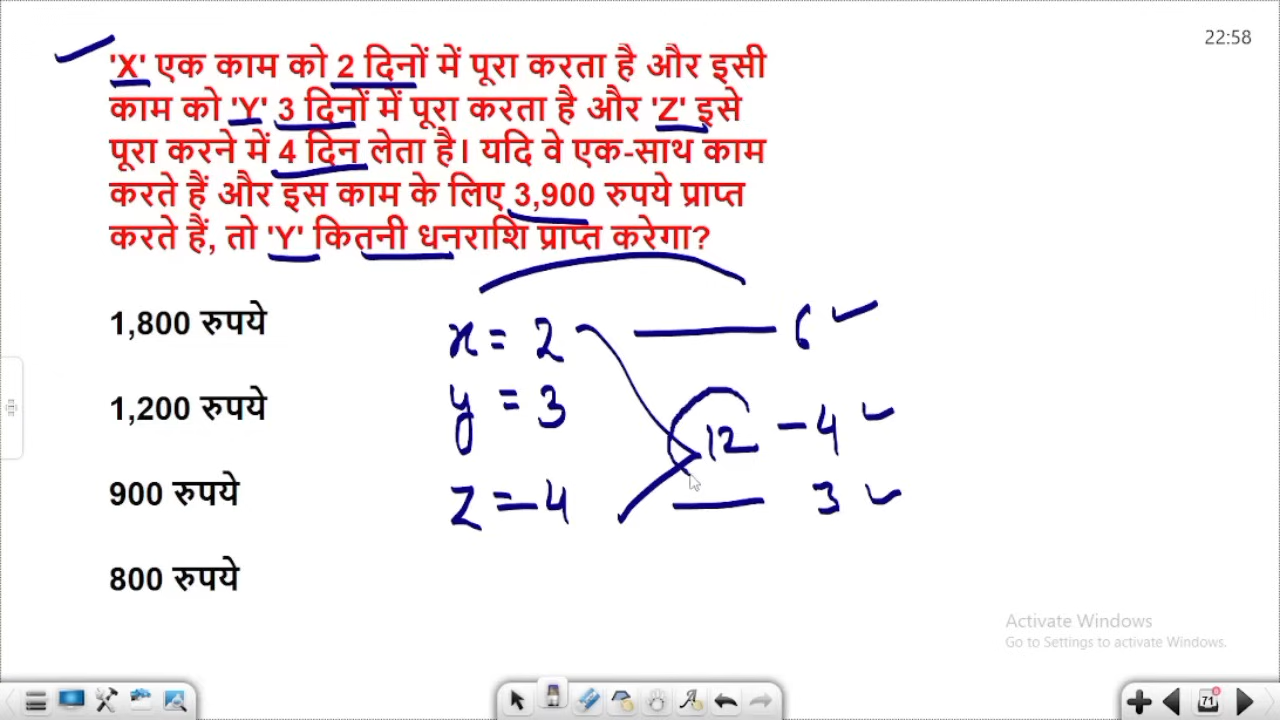 22:58
'X' एक काम को 2 दिनों में पूरा करता है और इसी
काम को 'Y' 3 दिनों में पूरा करता है और 'Z' इसे
पूरा करने में 4 दिन लेता है। यदि वे एक-साथ काम
करते हैं और इस काम के लिए 3,900 रुपये प्राप्त
करते हैं, तो 'Y' कितनी धनराशि प्राप्त करेगा?
1,800 रुपये
1,200 रुपये
900 रुपये
800 रुपये
x = 2 6
y = 3 12 - 4
z = 4 3
Activate Windows
Go to Settings to activate Windows.
71